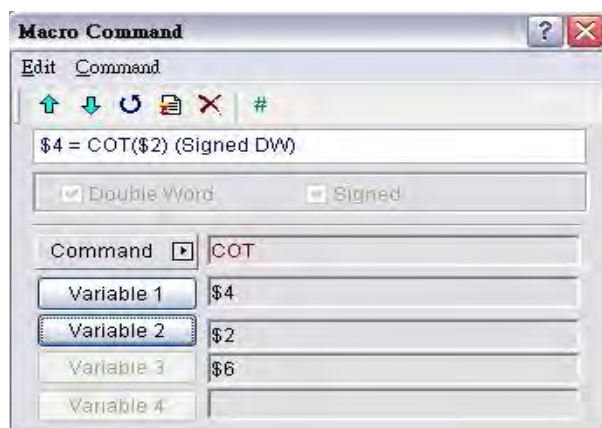 Macro Command
Edit Command
#
$4 = COT($2) (Signed DW)
Double Word Signed
Command COT
Variable 1 $4
Variable 2 $2
Variable 3 $6
Variable 4